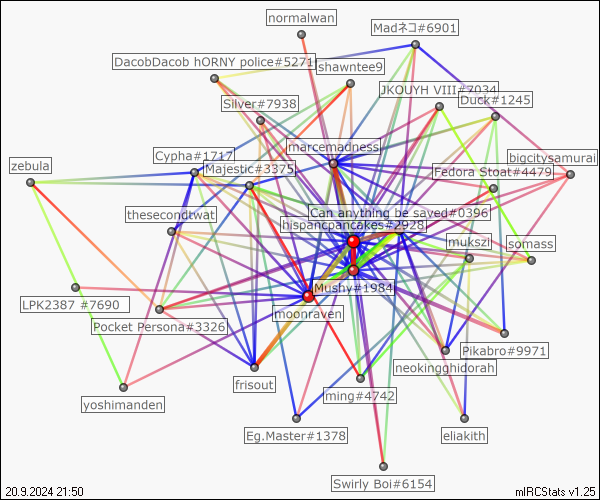 normalwan
Madネコ#6901
DacobDacob hORNY police#5271
shawntee9
JKOUYH VIII#7034
Silver#7938
Duck#1245
marcemadness
Cypha#1717
bigcitysamurai
zebula
Majestic#3375
Fedora Stoat#4479
thesecondtwat
Can anything be saved#0396
hispancpancakes#2928
mukszi
somass
Mushy#1984
LPK2387 #7690
moonraven
Pocket Persona#3326
Pikabro#9971
neokingghidorah
frisout
ming#4742
yoshimanden
Eg.Master#1378
eliakith
Swirly Boi#6154
20.9.2024 21:50
mIRCStats v1.25